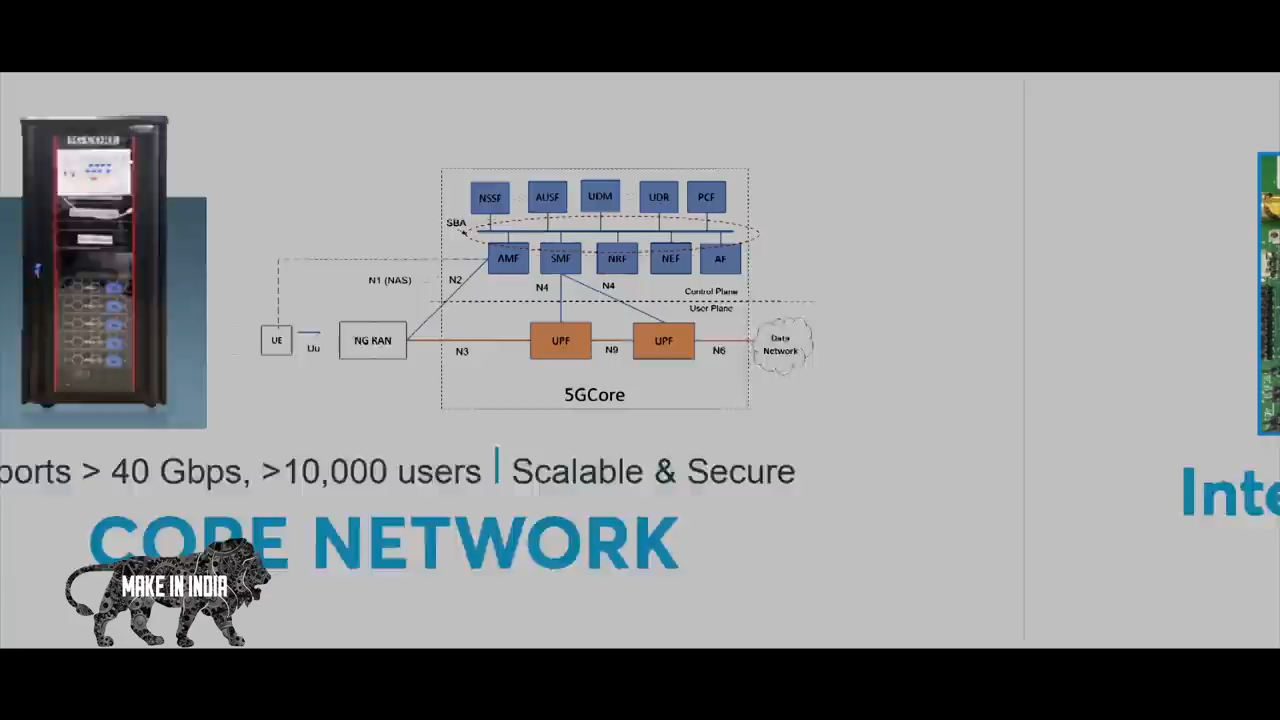 5GCORE
NSSF
AUSF
UDM
UDR
PCF
SBA
AMF
SMF
NRF
NEF
AF
N1 (NAS)
N2
N4
N4
Control Plane
User Plane
UE
Uu
NG RAN
N3
UPF
N9
UPF
N6
Data
Network
5GCore
ports > 40 Gbps, >10,000 users
Scalable & Secure
CORE NETWORK
Inte
MAKE IN INDIA